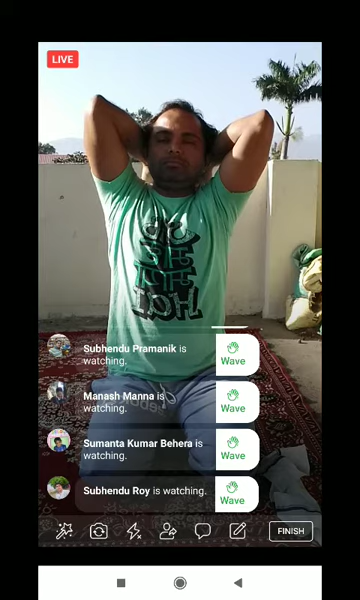 LIVE
Subhendu Pramanik is
watching.
Wave
Manash Manna is
watching.
Wave
Sumanta Kumar Behera is
watching.
Wave
Subhendu Roy is watching.
Wave
FINISH